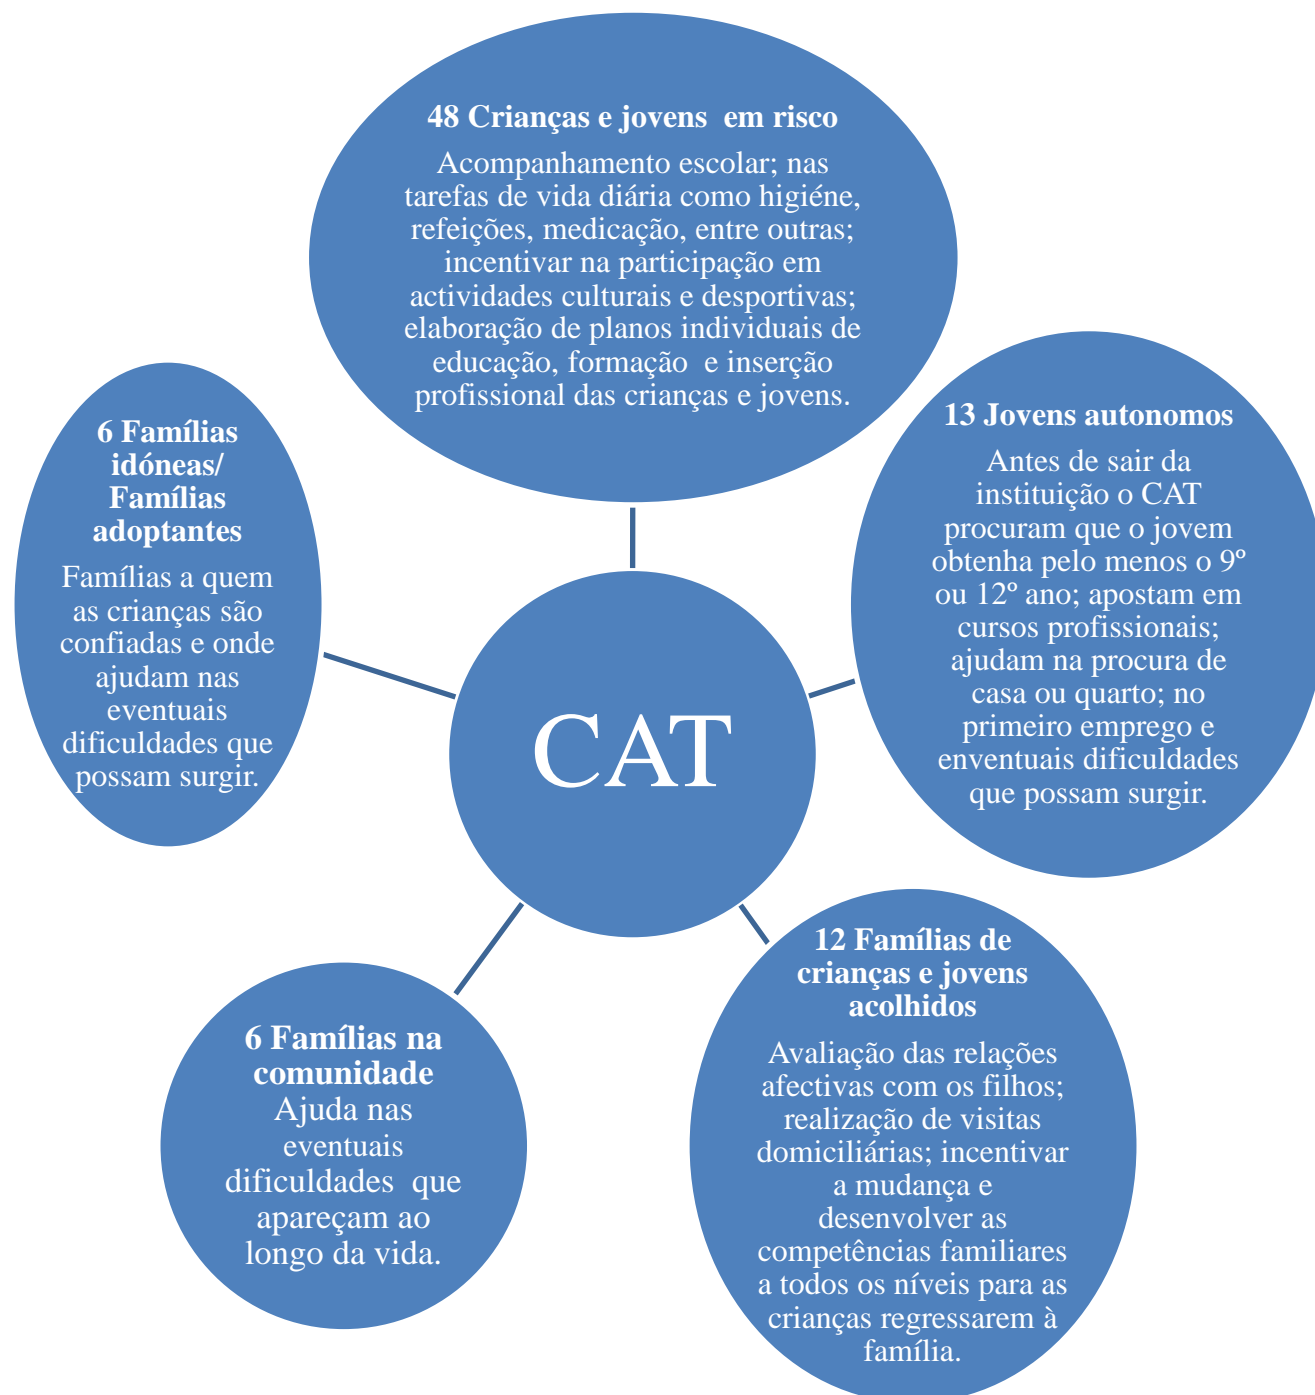 48 Crianças e jovens em risco
Acompanhamento escolar; nas
tarefas de vida diária como higiéne,
refeições, medicação, entre outras;
incentivar na participação em
actividades culturais e desportivas;
elaboração de planos individuais de
educação, formação e inserção
profissional das crianças e jovens.
13 Jovens autonomos
Antes de sair da
instituição o CAT
procuram que o jovem
obtenha pelo menos o 9º
ou 12º ano; apostam em
cursos profissionais;
ajudam na procura de
casa ou quarto; no
primeiro emprego e
enventuais dificuldades
que possam surgir.
12 Famílias de
crianças e jovens
acolhidos
Avaliação das relações
afectivas com os filhos;
realização de visitas
domiciliárias; incentivar
a mudança e
desenvolver as
competências familiares
a todos os níveis para as
crianças regressarem à
família.
6 Famílias na
comunidade
Ajuda nas
eventuais
dificuldades que
apareçam ao
longo da vida.
6 Famílias
idóneas/
Famílias
adoptantes
Famílias a quem
as crianças são
confiadas e onde
ajudam nas
eventuais
dificuldades que
possam surgir.
CAT